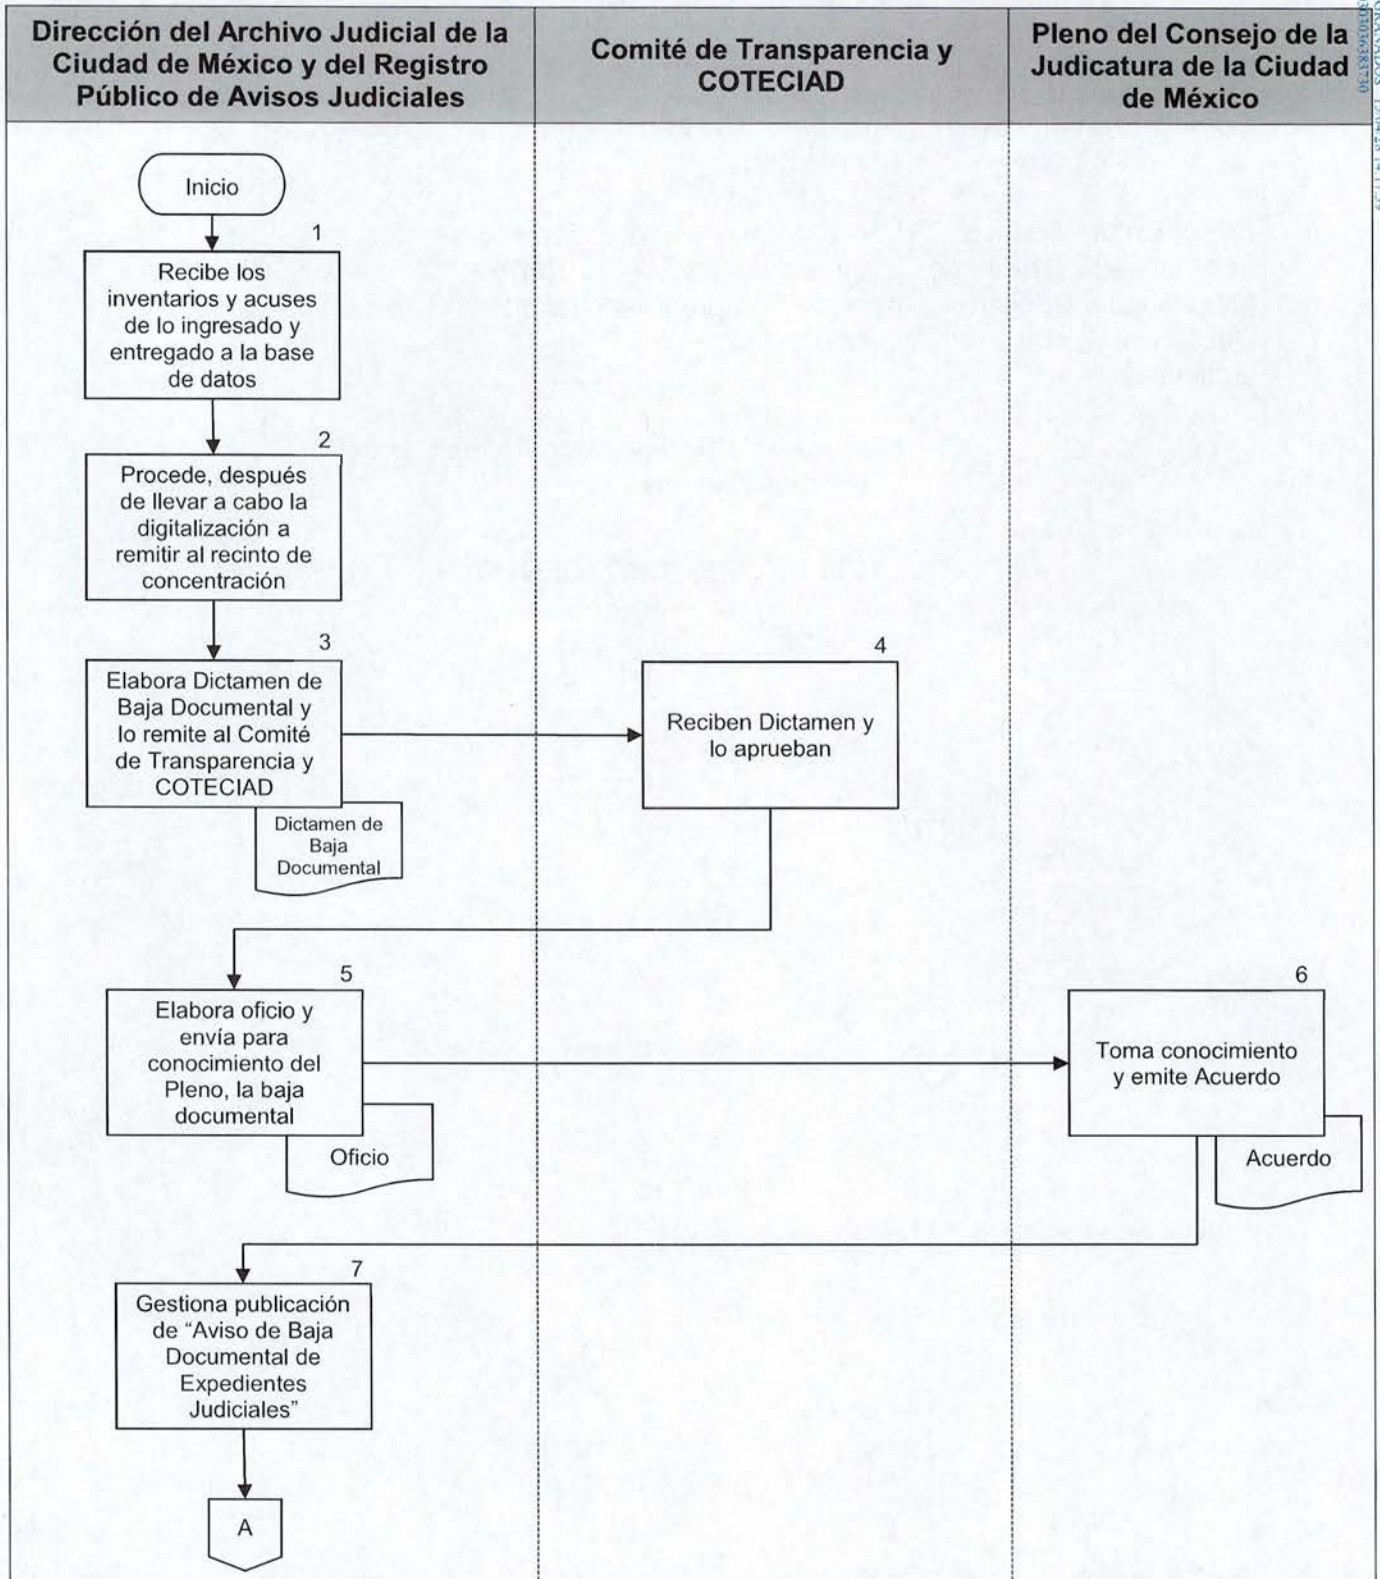 Dirección del Archivo Judicial de la
Ciudad de México y del Registro
Público de Avisos Judiciales
Comité de Transparencia y
COTECIAD
Pleno del Consejo de la
Judicatura de la Ciudad
de México
Inicio
1
Recibe los
inventarios y acuses
de lo ingresado y
entregado a la base
de datos
2
Procede, después
de llevar a cabo la
digitalización a
remitir al recinto de
concentración
3
Elabora Dictamen de
Baja Documental y
lo remite al Comité
de Transparencia y
COTECIAD
Dictamen de
Baja
Documental
4
Reciben Dictamen y
lo aprueban
5
Elabora oficio y
envía para
conocimiento del
Pleno, la baja
documental
Oficio
6
Toma conocimiento
y emite Acuerdo
Acuerdo
7
Gestiona publicación
de “Aviso de Baja
Documental de
Expedientes
Judiciales”
A